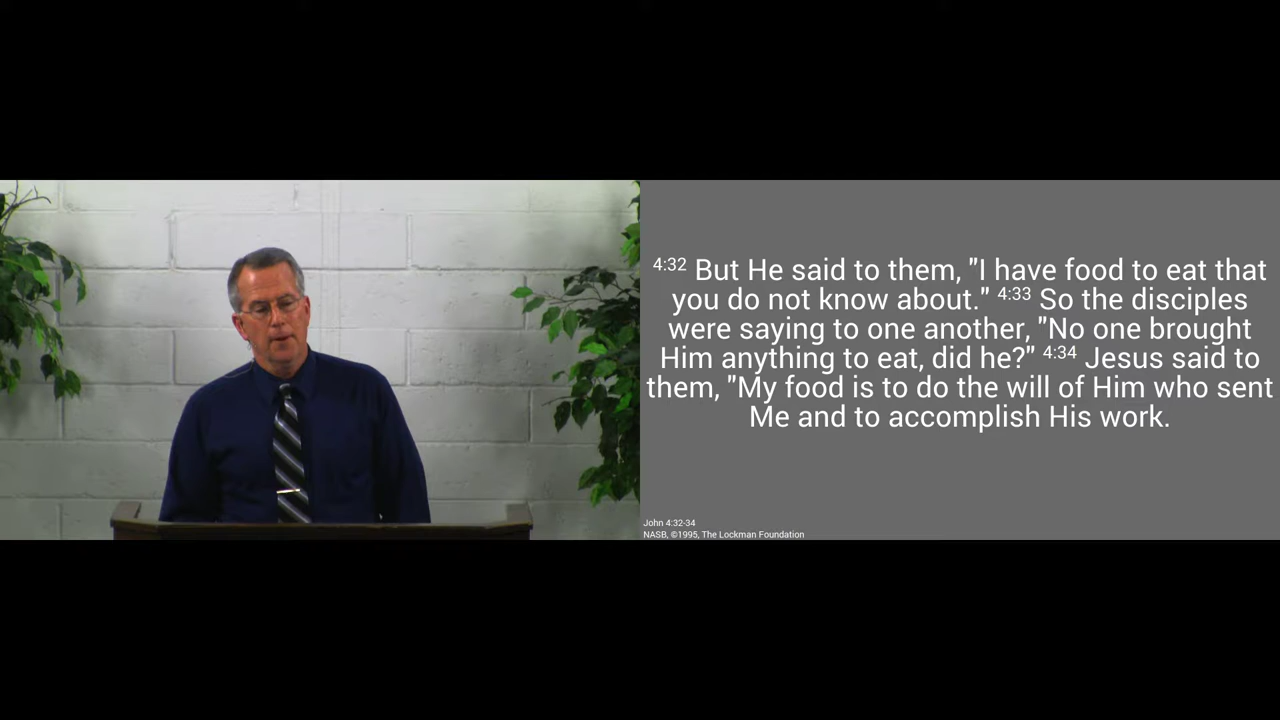 4:32 But He said to them, "I have food to eat that
you do not know about." 4:33 So the disciples
were saying to one another, "No one brought
Him anything to eat, did he?" 4:34 Jesus said to
them, "My food is to do the will of Him who sent
Me and to accomplish His work.
John 4:32-34
NASB, ©1995, The Lockman Foundation